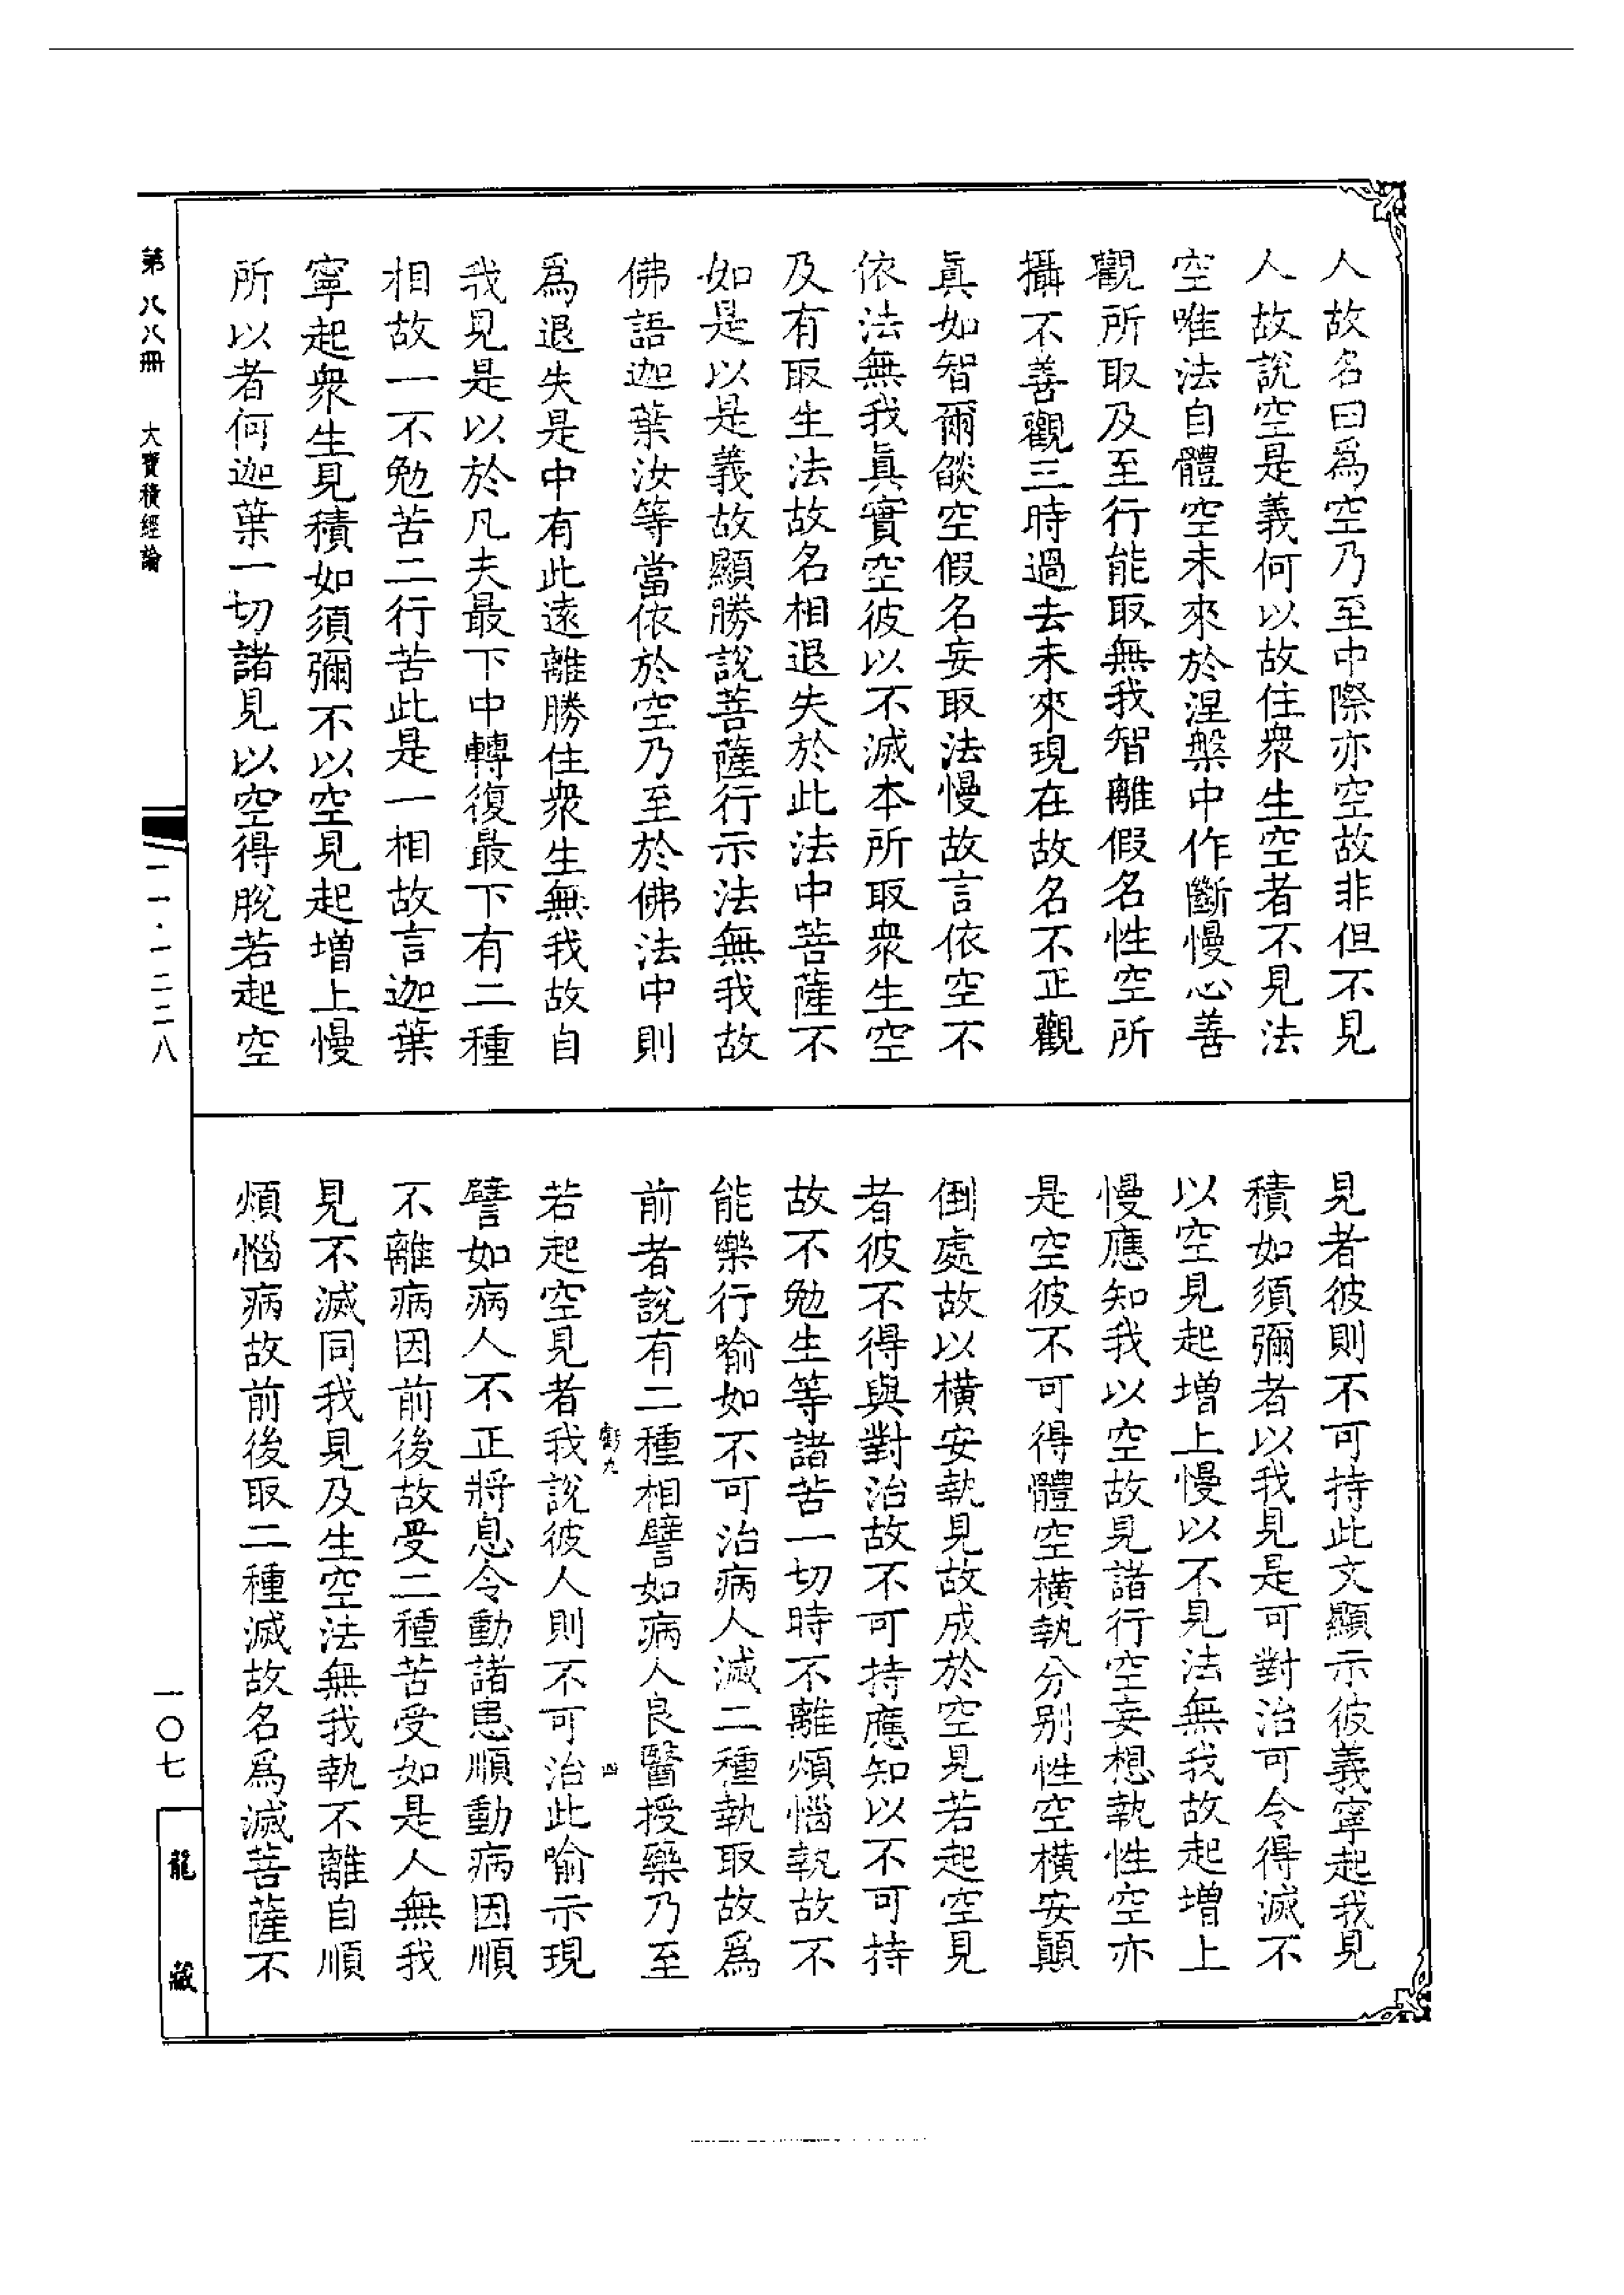 人故名曰爲空乃至中際亦空故非但不見
人故說空是義何以故住衆生空者不見法
空唯法自體空未來於涅槃中作斷慢心善
觀所取及至行能取無我智離假名性空所
攝不善觀三時過去未來現在故名不正觀
眞如智爾燄空假名妄取法慢故言依空不
依法無我眞實空彼以不滅本所取衆生空
及有取生法故名相退失於此法中菩薩不
如是以是義故顯勝說菩薩行示法無我故
佛語迦葉汝等當依於空乃至於佛法中則
爲退失是中有此遠離勝住衆生無我故自
我見是以於凡夫最下中轉復最下有二種
相故一不勉苦二行苦此是一相故言迦葉
寧起衆生見積如須彌不以空見起增上慢
所以者何迦葉一切諸見以空得脫若起空
見者彼則不可持此文顯示彼義寧起我見
積如須彌者以我見是可對治可令得滅不
以空見起增上慢以不見法無我故起增上
慢應知我以空故見諸行空妄想執性空亦
是空彼不可得體空橫執分別性空橫安顚
倒處故以橫安執見故成於空見若起空見
者彼不得與對治故不可持應知以不可持
故不勉生等諸苦一切時不離煩惱執故不
能樂行喻如不可治病人滅二種執取故爲
前者說有二種相譬如病人良醫授藥乃至
若起空見者我說彼人則不可治此喻示現
譬如病人不正將息令動諸患順動病因順
不離病因前後故受二種苦受如是人無我
見不滅同我見及生空法無我執不離自順
煩惱病故前後取二種滅故名爲滅菩薩不
虧九
四
第八八冊　大寶積經論
一一·一二二八
一〇七
龍藏